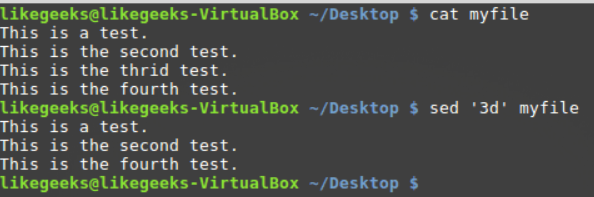 likegeeks@likegeeks-VirtualBox ~/Desktop $ cat myfile
This is a test.
This is the second test.
This is the thrid test.
This is the fourth test.
likegeeks@likegeeks-VirtualBox ~/Desktop $ sed '3d' myfile
This is a test.
This is the second test.
This is the fourth test.
likegeeks@likegeeks-VirtualBox ~/Desktop $